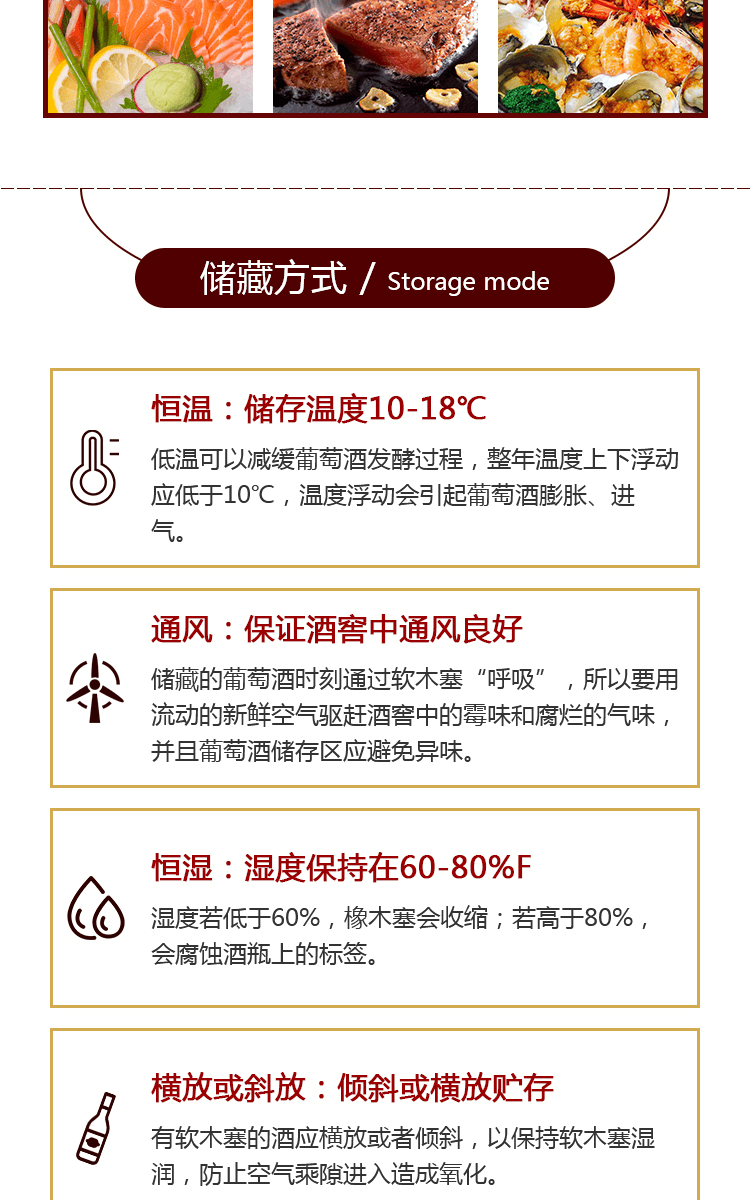 储藏方式 / Storage mode
恒温：储存温度10-18℃
低温可以减缓葡萄酒发酵过程，整年温度上下浮动
应低于10℃，温度浮动会引起葡萄酒膨胀、进
气。
通风：保证酒窖中通风良好
储藏的葡萄酒时刻通过软木塞“呼吸”，所以要用
流动的新鲜空气驱赶酒窖中的霉味和腐烂的气味，
并且葡萄酒储存区应避免异味。
恒湿：湿度保持在60-80%F
湿度若低于60%，橡木塞会收缩；若高于80%，
会腐蚀酒瓶上的标签。
横放或斜放：倾斜或横放贮存
有软木塞的酒应横放或者倾斜，以保持软木塞湿
润，防止空气乘隙进入造成氧化。